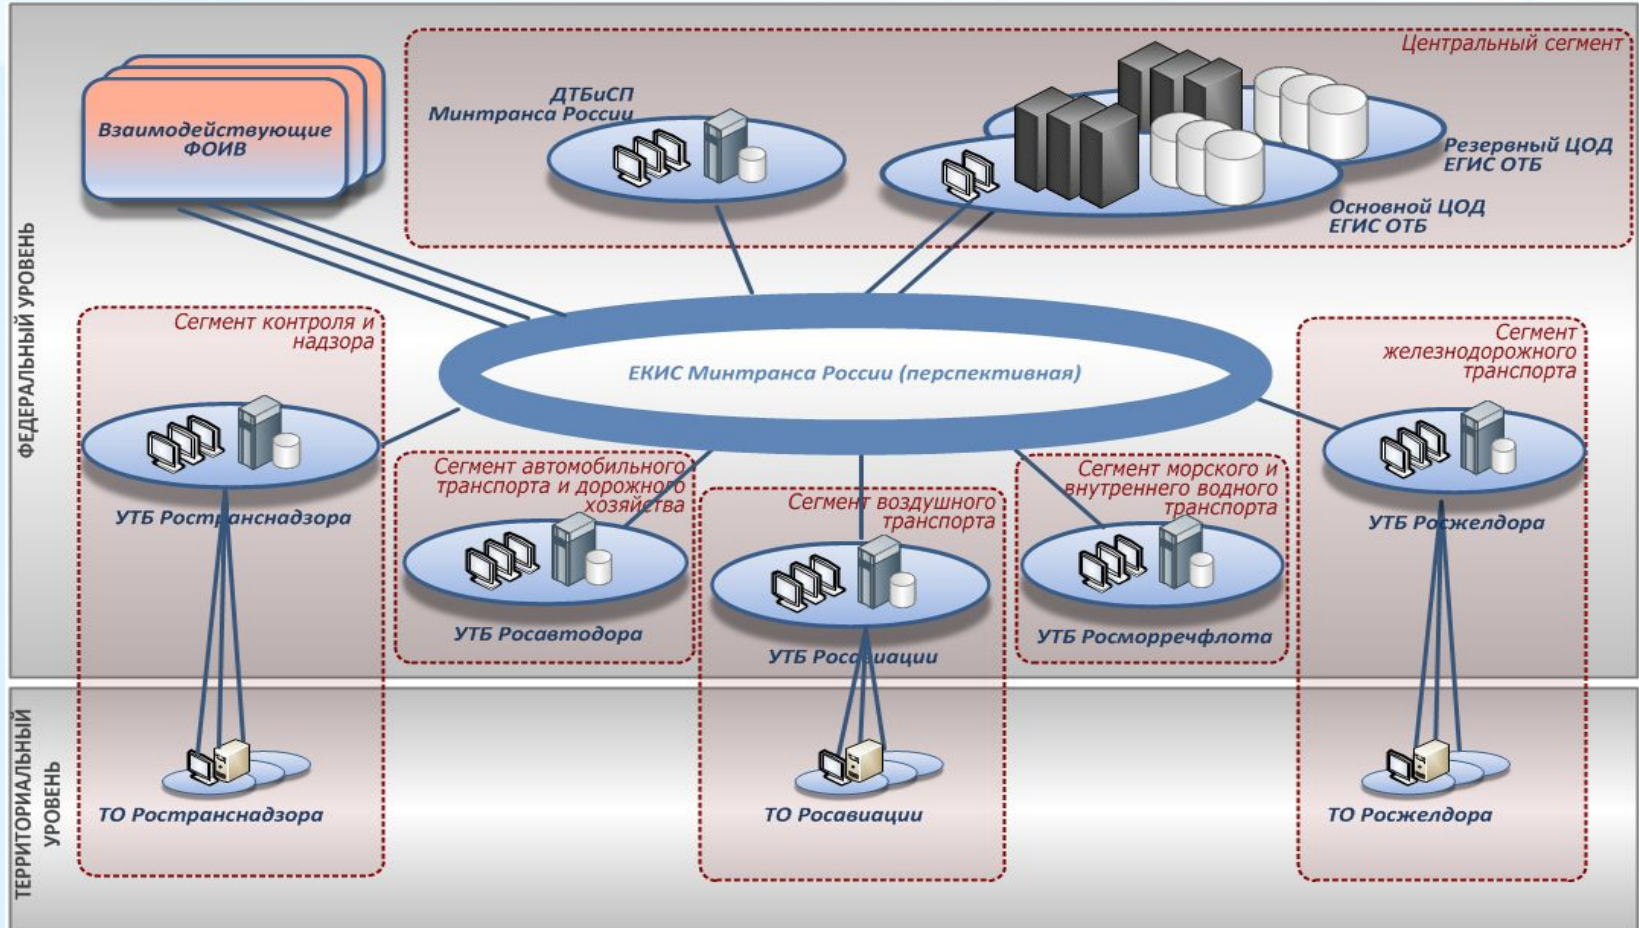 Центральный сегмент
Взаимодействующие
ФОИВ
ДТБиСП
Минтранса России
Резервный ЦОД
ЕГИС ОТБ
Основной ЦОД
ЕГИС ОТБ
ФЕДЕРАЛЬНЫЙ УРОВЕНЬ
Сегмент контроля и
надзора
ЕКИС Минтранса России (перспективная)
Сегмент
железнодорожного
транспорта
УТБ Ространснадзора
Сегмент автомобильного
транспорта и дорожного
хозяйства
УТБ Росавтодора
Сегмент воздушного
транспорта
УТБ Росавиации
Сегмент морского и
внутреннего водного
транспорта
УТБ Росморречфлота
УТБ Росжелдора
ТЕРРИТОРИАЛЬНЫЙ
УРОВЕНЬ
ТО Ространснадзора
ТО Росавиации
ТО Росжелдора